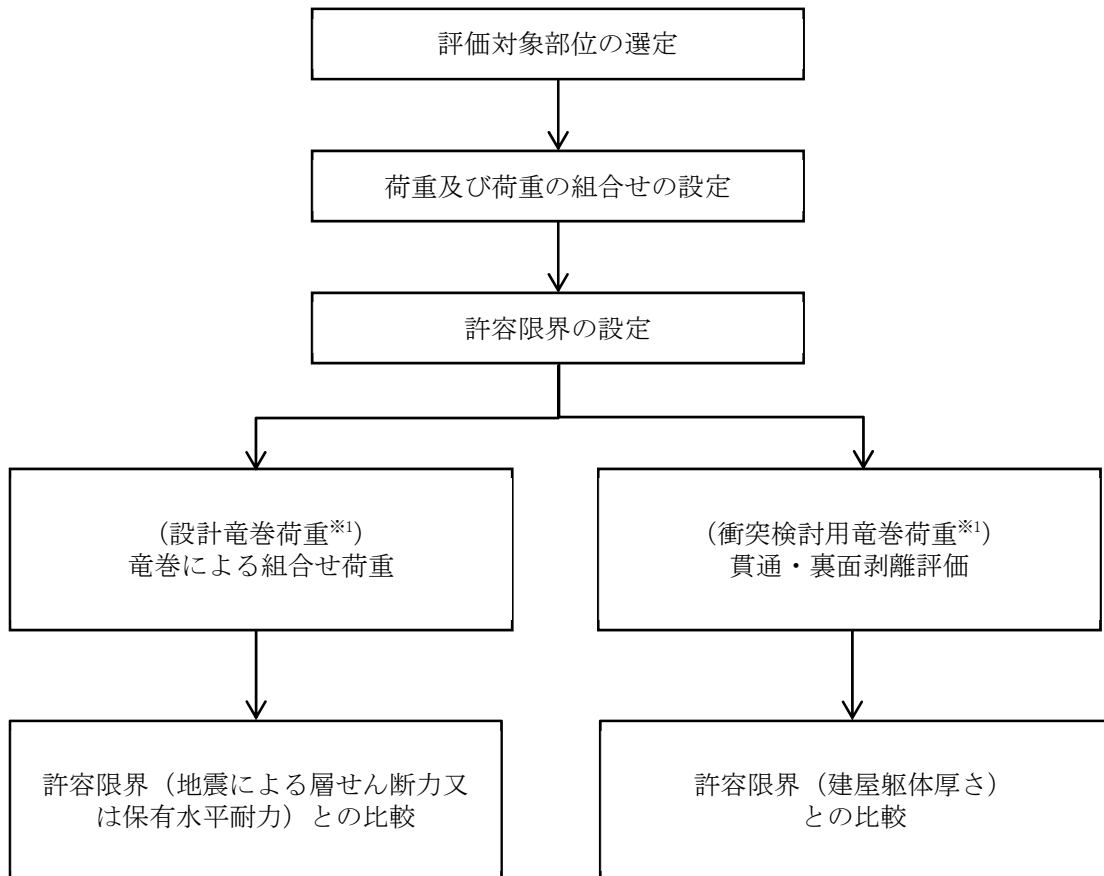 評価対象部位の選定
荷重及び荷重の組合せの設定
許容限界の設定
（設計竜巻荷重※1）
竜巻による組合せ荷重
（衝突検討用竜巻荷重※1）
貫通・裏面剥離評価
許容限界（地震による層せん断力又
は保有水平耐力）との比較
許容限界（建屋躯体厚さ）
との比較